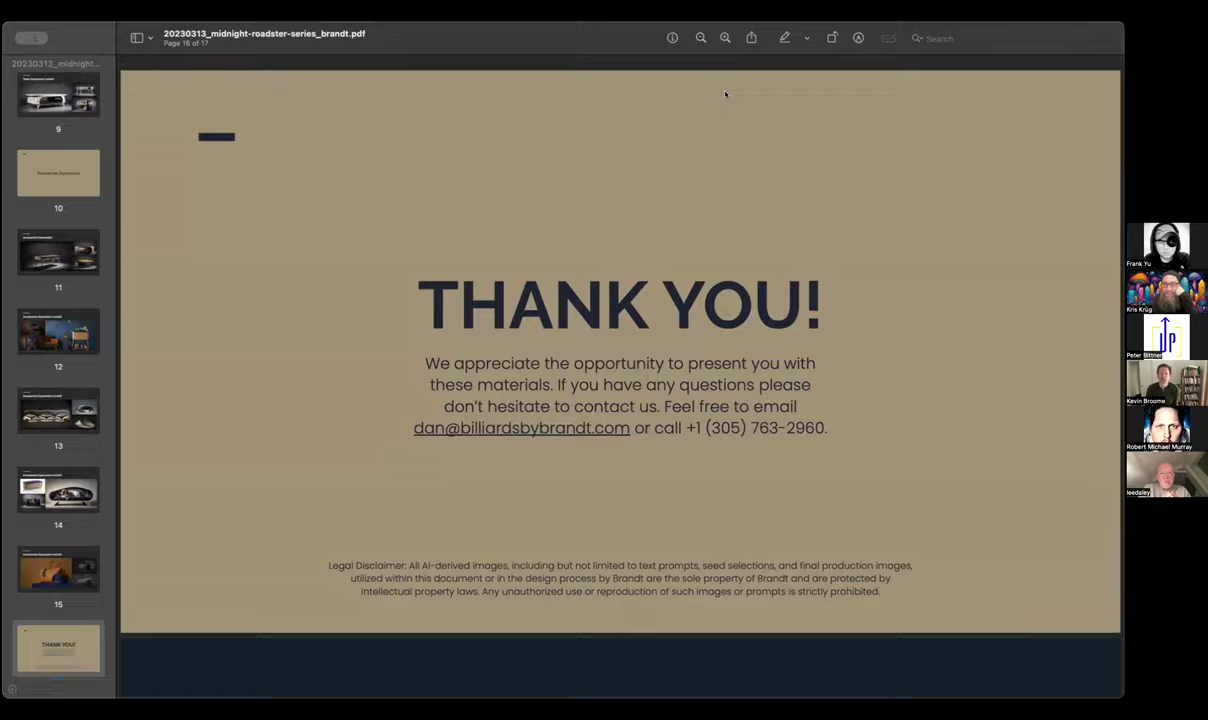 20230313_midnight-roadster-series_brandt.pdf
Page 16 of 17
Search
20230313_midnight...
9
10
11
12
13
14
15
THANK YOU!
THANK YOU!
We appreciate the opportunity to present you with
these materials. If you have any questions please
don't hesitate to contact us. Feel free to email
dan@billiardsbybrandt.com or call +1 (305) 763-2960.
Legal Disclaimer: All AI-derived images, including but not limited to text prompts, seed selections, and final production images,
utilized within this document or in the design process by Brandt are the sole property of Brandt and are protected by
intellectual property laws. Any unauthorized use or reproduction of such images or prompts is strictly prohibited.
Frank Yu
Kris Krüg
UP
Peter Bittner
Kevin Broome
Robert Michael Murray
leedaley